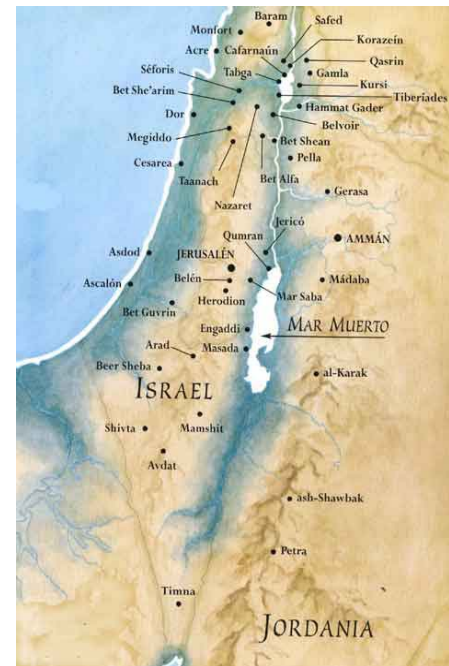 Baram
Safed
Monfort
Korazeín
Acre
Cafarnaún
Qasrin
Tabga
Gamla
Séforis
Kursi
Bet She'arim
Tiberíades
Hammat Gader
Dor
Belvoir
Megiddo
Bet Shean
Pella
Cesarea
Taanach
Bet Alfa
Gerasa
Nazaret
Jericó
Qumran
AMMÁN
Asdod
JERUSALÉN
Belén
Mádaba
Ascalón
Mar Saba
Herodion
Bet Guvrin
Engaddi
MAR MUERTO
Arad
Masada
Beer Sheba
al-Karak
ISRAEL
Shivta
Mamshit
Avdat
ash-Shawbak
Petra
Timna
JORDANIA